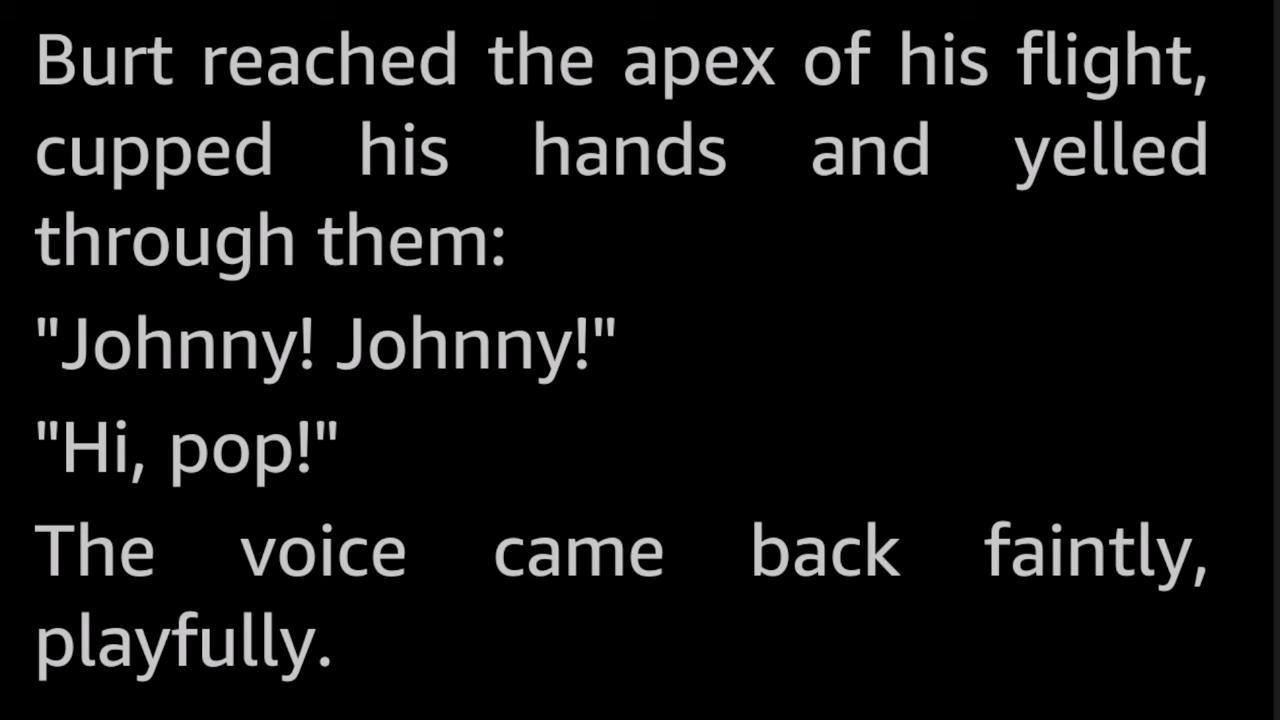 Burt reached the apex of his flight,
cupped his hands and yelled
through them:
"Johnny! Johnny!"
"Hi, pop!"
The voice came back faintly,
playfully.